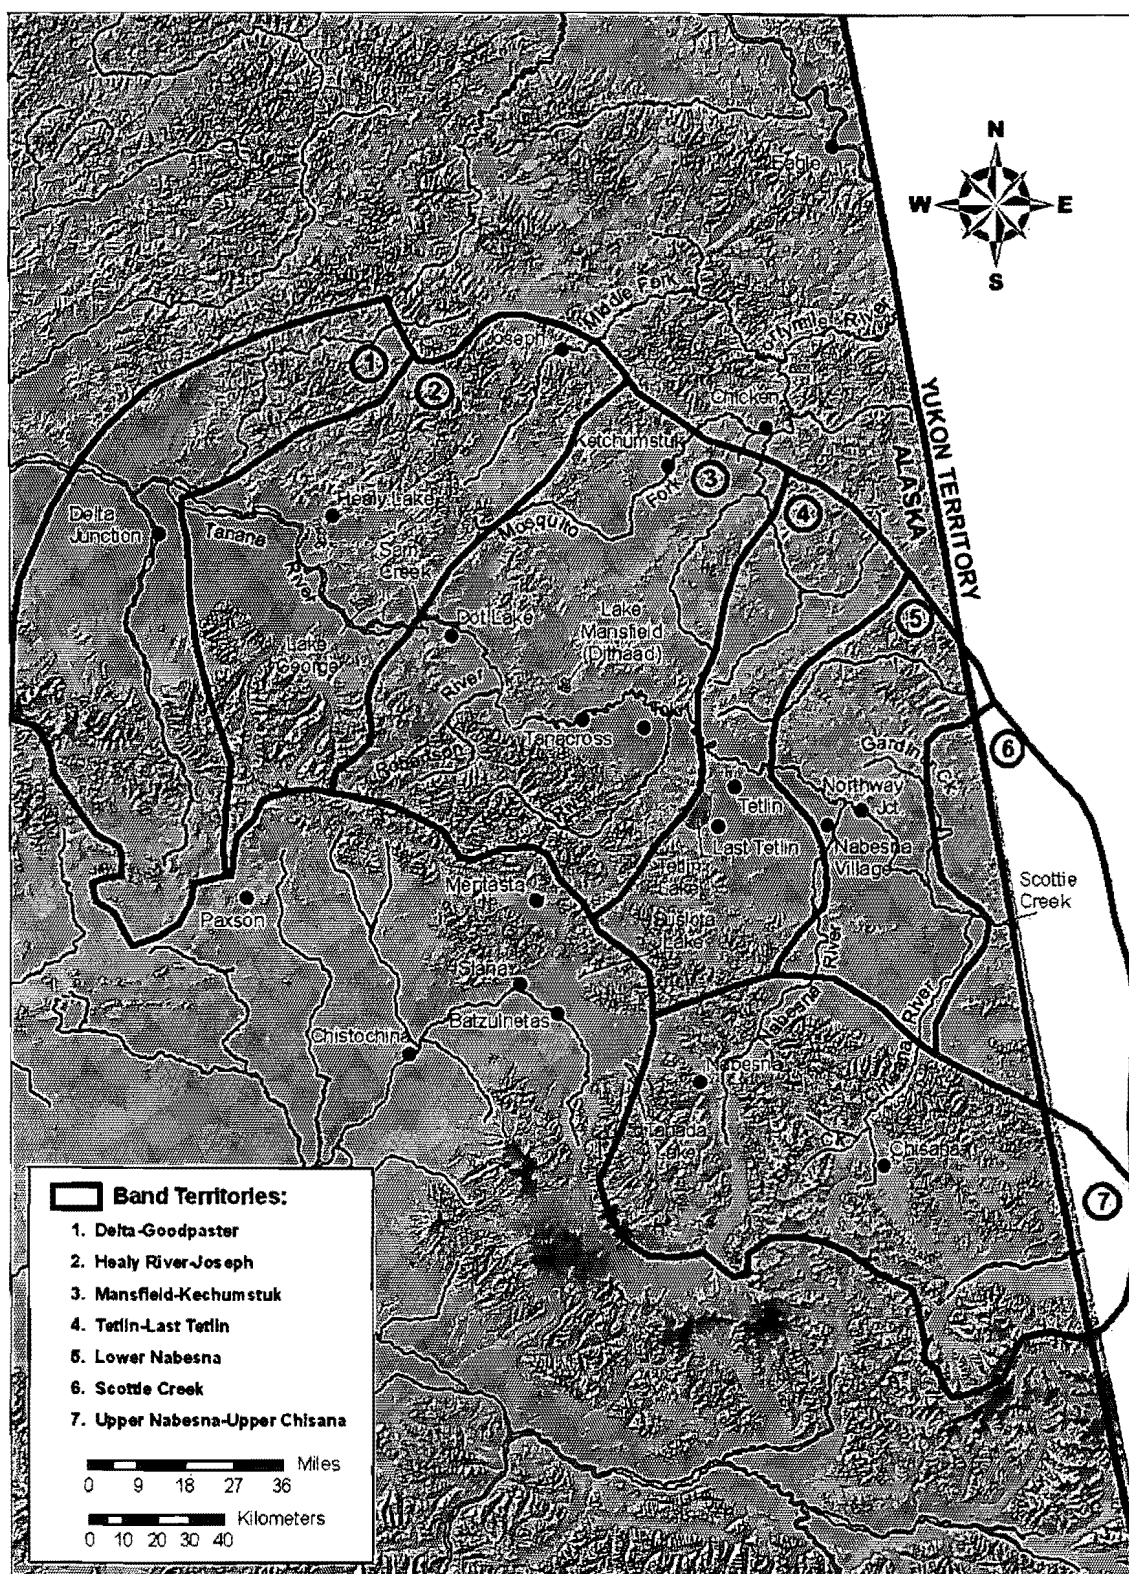 Eagle
N
W
E
S
Middle Fork
Joseph
1
2
Chicken
Ketchumstuk
3
Fork
4
YUKON TERRITORY
ALASKA
Healy Lake
Delta
Junction
Tanana
River
Mosquito
Sam
Creek
5
Dot Lake
Lake
Mansfield
(Dihthaad)
Lake
George
River
Robertson
Tanacross
River
6
Gardiner
Ck
Tetlin
Northway
Jct.
Last Tetlin
Nabesna
Village
Tetlin
Lake
Scottie
Creek
Mentasta
Paxson
Suslota
Lake
River
Slana
Batzulnetas
Nabesna
River
Chisana
Chistochina
Nabesna
Tanada
Lake
Ck
Chisana
7
Band Territories:
1. Delta-Goodpaster
2. Healy River-Joseph
3. Mansfield-Kechumstuk
4. Tetlin-Last Tetlin
5. Lower Nabesna
6. Scottie Creek
7. Upper Nabesna-Upper Chisana
Miles
0 9 18 27 36
Kilometers
0 10 20 30 40